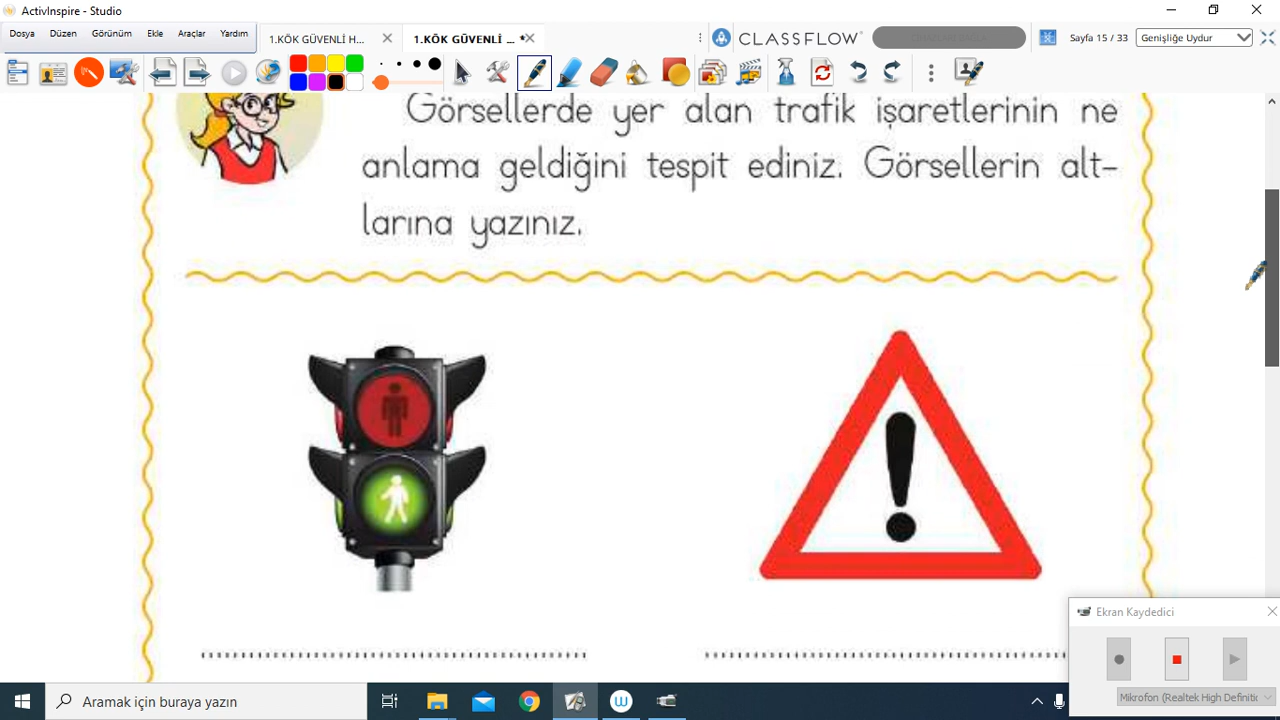 ActivInspire - Studio
Dosya Düzen Görünüm Ekle Araçlar Yardım
1.KÖK GÜVENLİ H...
1.KÖK GÜVENLİ ... *
CLASSFLOW
Sayfa 15 / 33
Genişliğe Uydur
Görsellerde yer alan trafik işaretlerinin ne
anlama geldiğini tespit ediniz. Görsellerin alt-
larına yazınız.
Ekran Kaydedici
Mikrofon (Realtek High Definitic
Aramak için buraya yazın